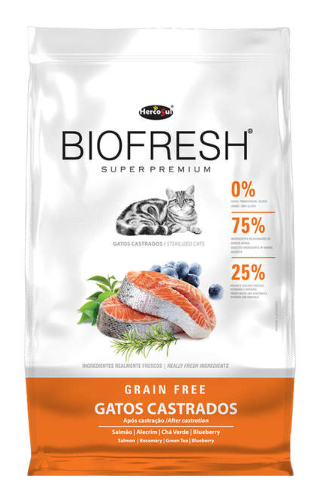 Hercosul
BIOFRESH®
SUPER PREMIUM
0%
75%
GATOS CASTRADOS / STERILIZED CATS
25%
INGREDIENTES REALMENTE FRESCOS | REALLY FRESH INGREDIENTS
GRAIN FREE
GATOS CASTRADOS
Após castração/After castration
Salmão | Alecrim | Chá Verde | Blueberry
Salmon | Rosemary | Green Tea | Blueberry